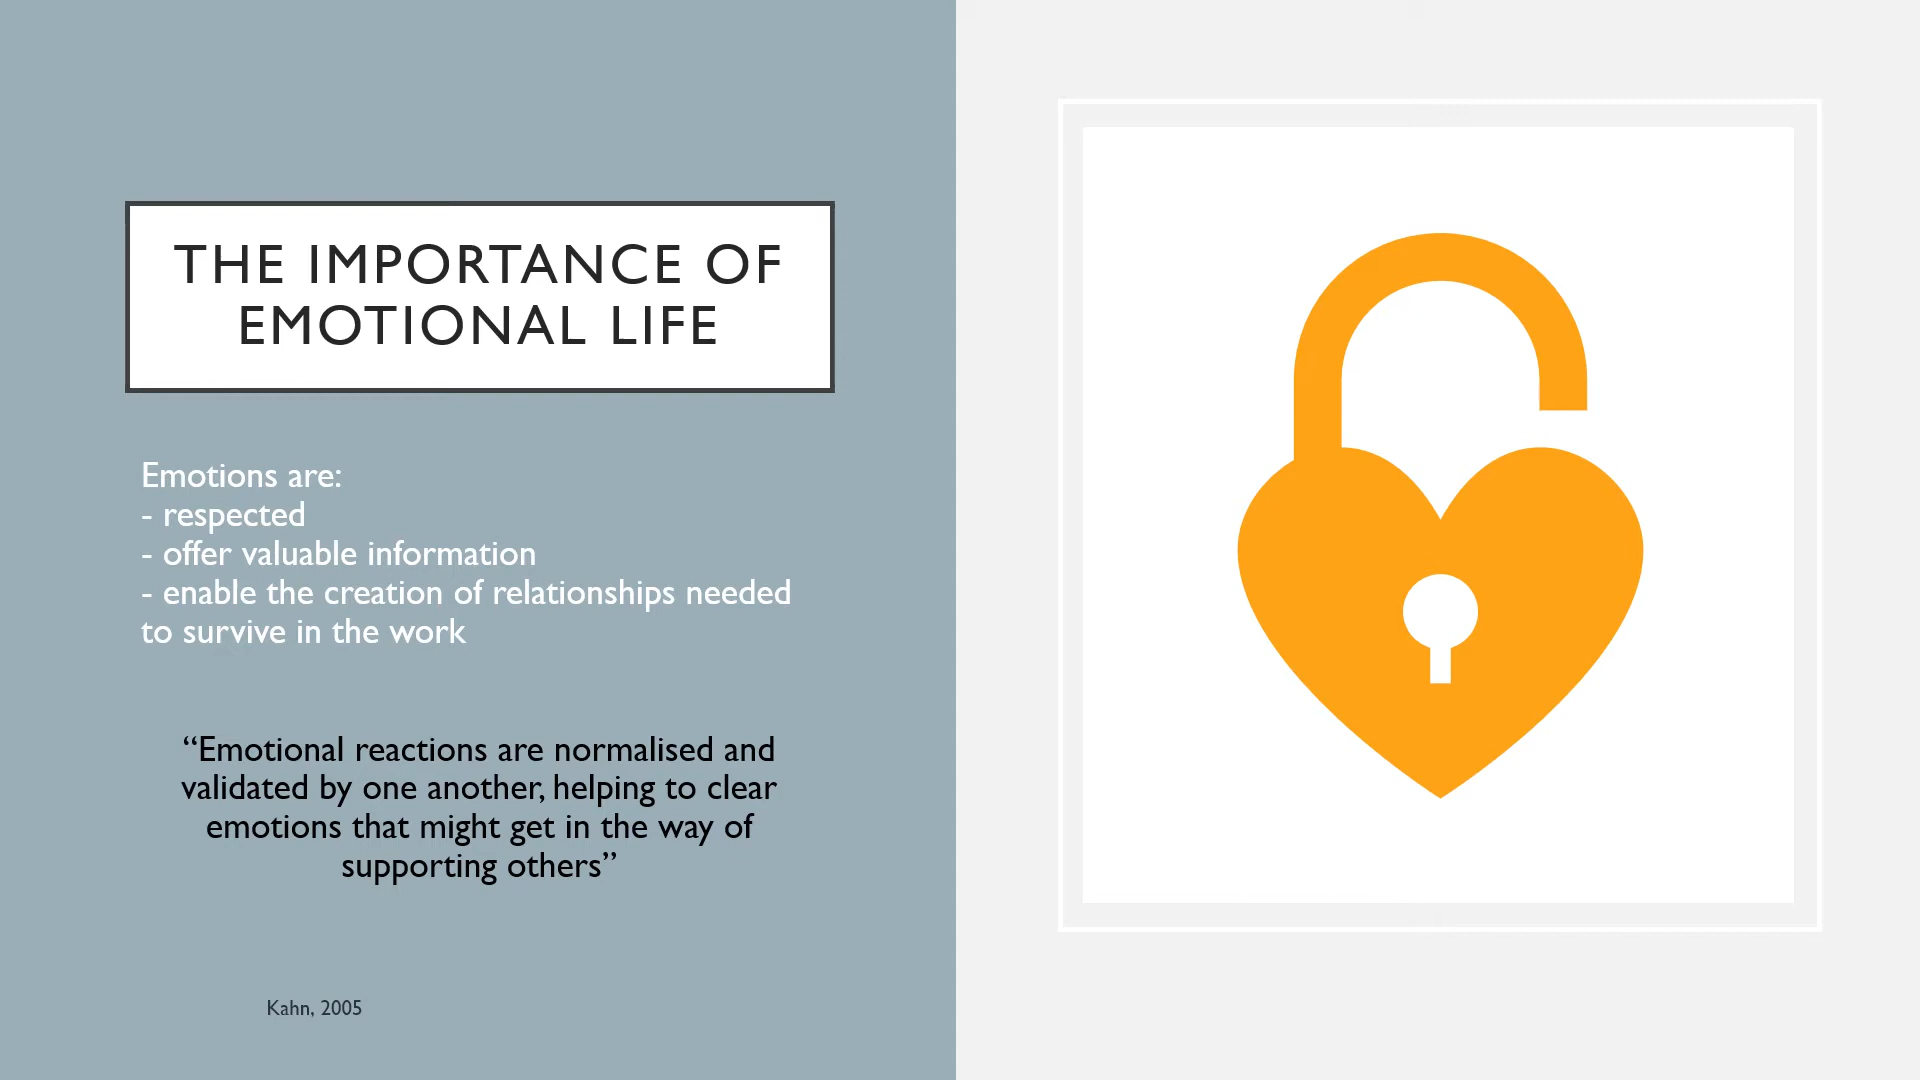 THE IMPORTANCE OF
EMOTIONAL LIFE
Emotions are:
- respected
- offer valuable information
- enable the creation of relationships needed
to survive in the work
“Emotional reactions are normalised and
validated by one another, helping to clear
emotions that might get in the way of
supporting others”
Kahn, 2005